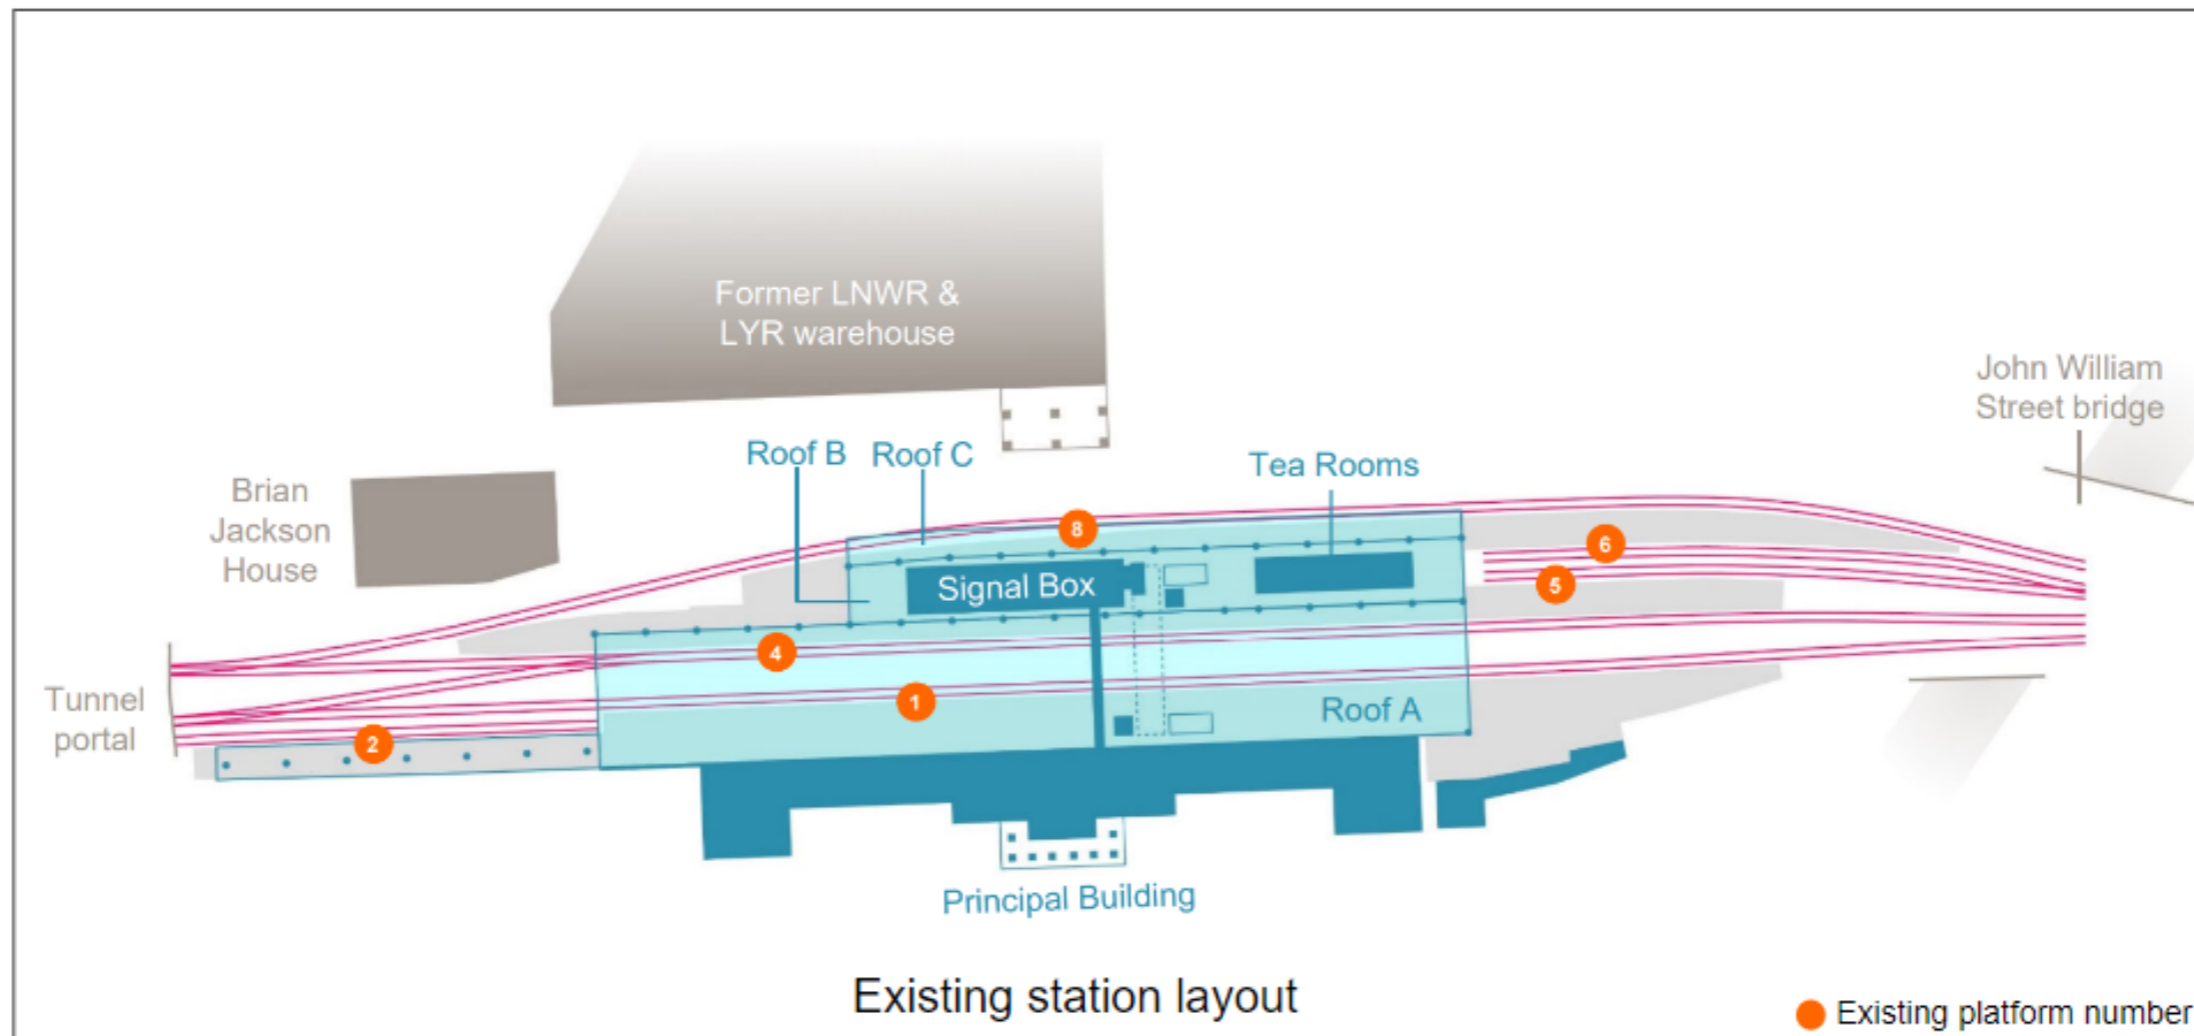 Former LNWR &
LYR warehouse
John William
Street bridge
Roof B
Roof C
Tea Rooms
Brian
Jackson
House
8
6
5
Signal Box
4
1
2
Roof A
Tunnel
portal
Principal Building
Existing station layout
Existing platform number